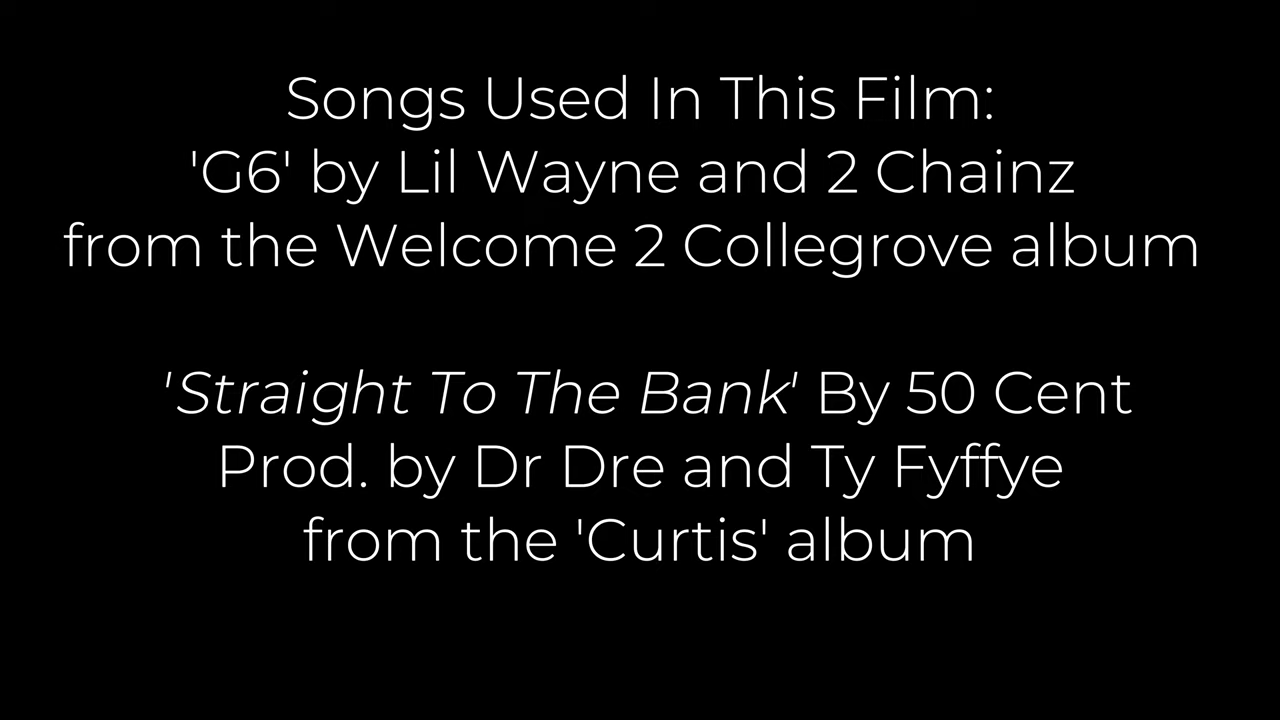 Songs Used In This Film:
'G6' by Lil Wayne and 2 Chainz
from the Welcome 2 Collegrove album
'Straight To The Bank' By 50 Cent
Prod. by Dr Dre and Ty Fyffye
from the 'Curtis' album